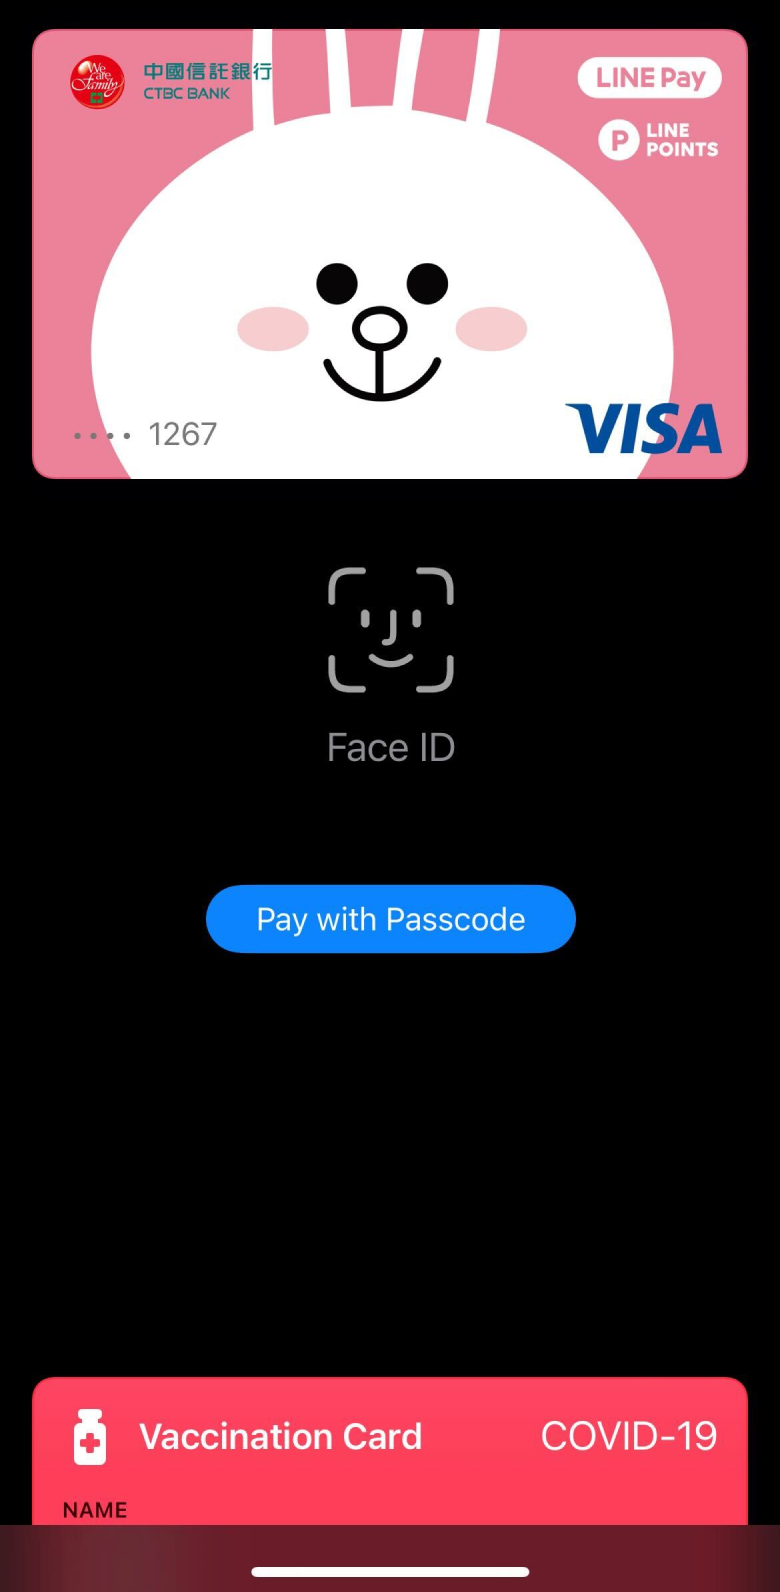 We
are
Family
中國信託銀行
CTBC BANK
LINE Pay
P LINE
POINTS
•••• 1267
VISA
Face ID
Pay with Passcode
Vaccination Card COVID-19
NAME